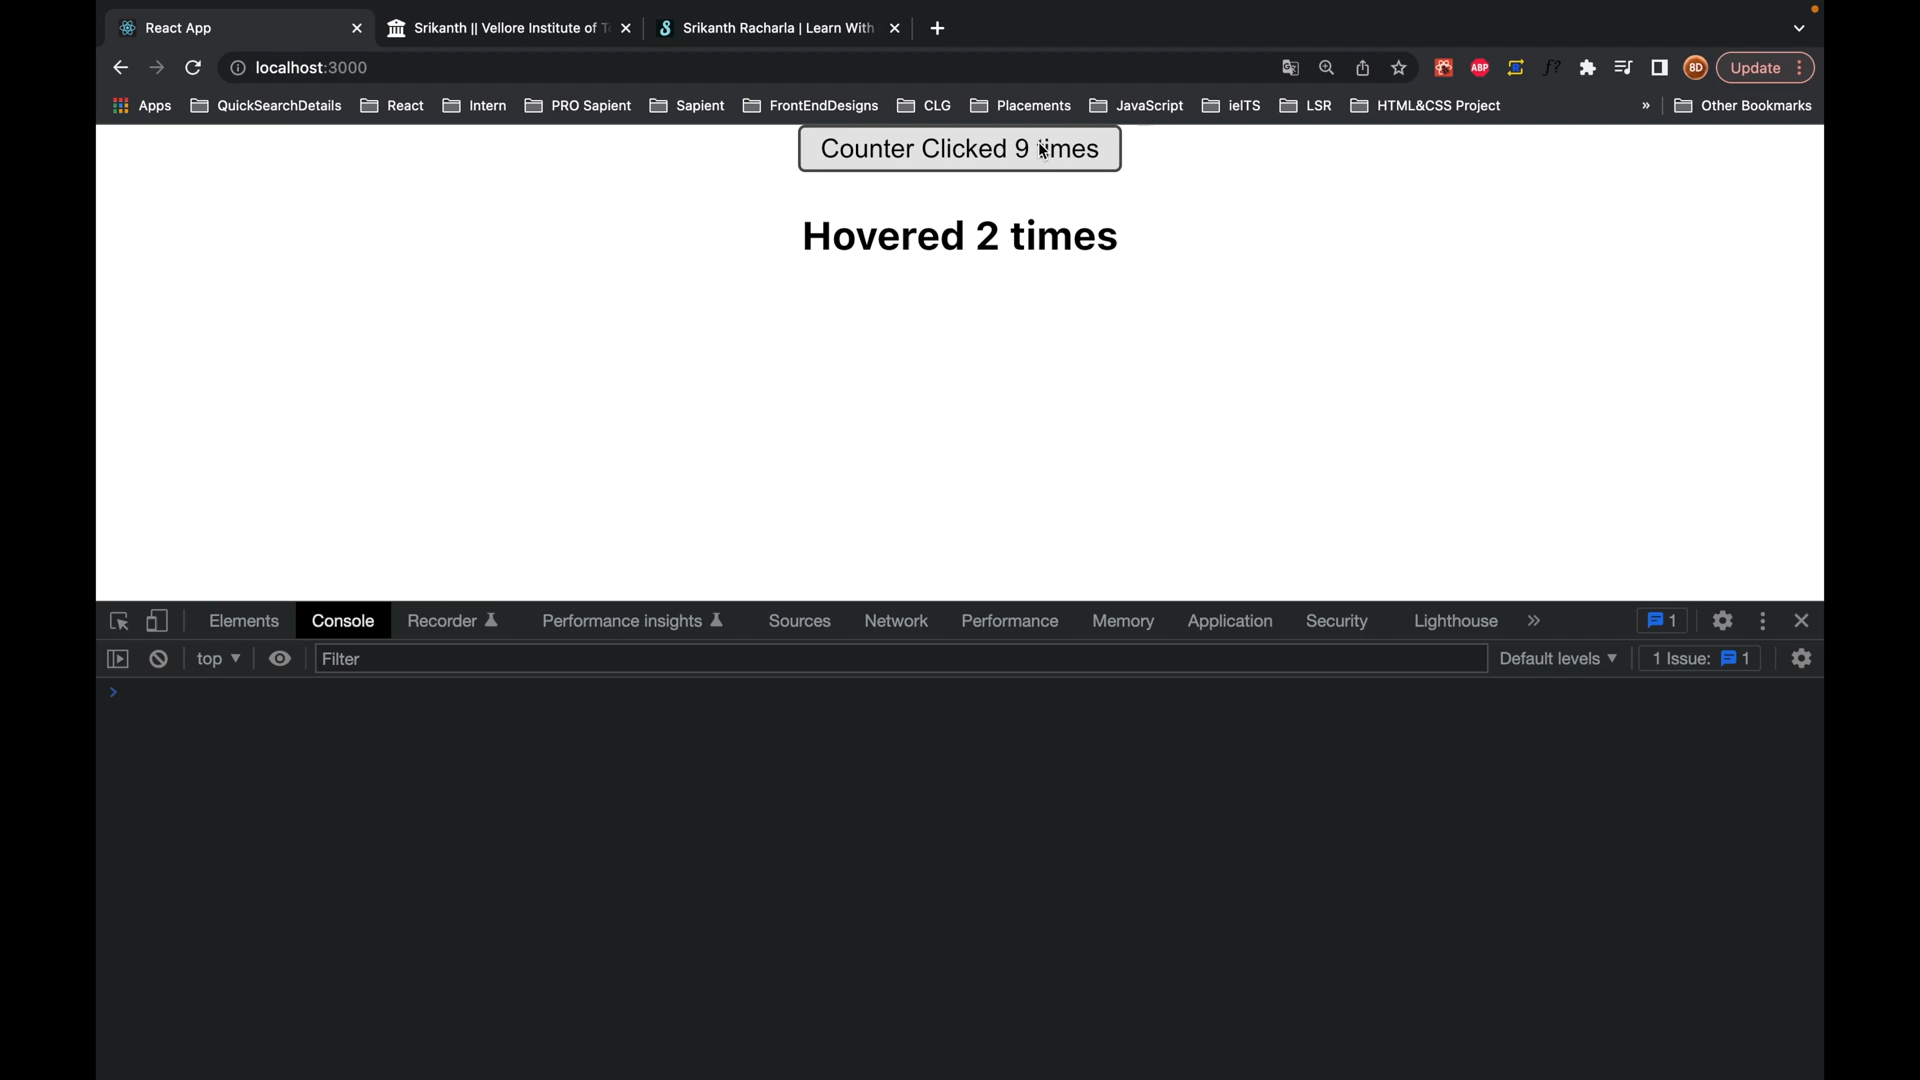 React App
Srikanth || Vellore Institute of T
Srikanth Racharla | Learn With
localhost:3000
ABP
f?
8D
Update
Apps
QuickSearchDetails
React
Intern
PRO Sapient
Sapient
FrontEndDesigns
CLG
Placements
JavaScript
ielTS
LSR
HTML&CSS Project
»
Other Bookmarks
Counter Clicked 9 times
Hovered 2 times
Elements
Console
Recorder
Performance insights
Sources
Network
Performance
Memory
Application
Security
Lighthouse
»
1
top
Filter
Default levels
1 Issue:
1
>